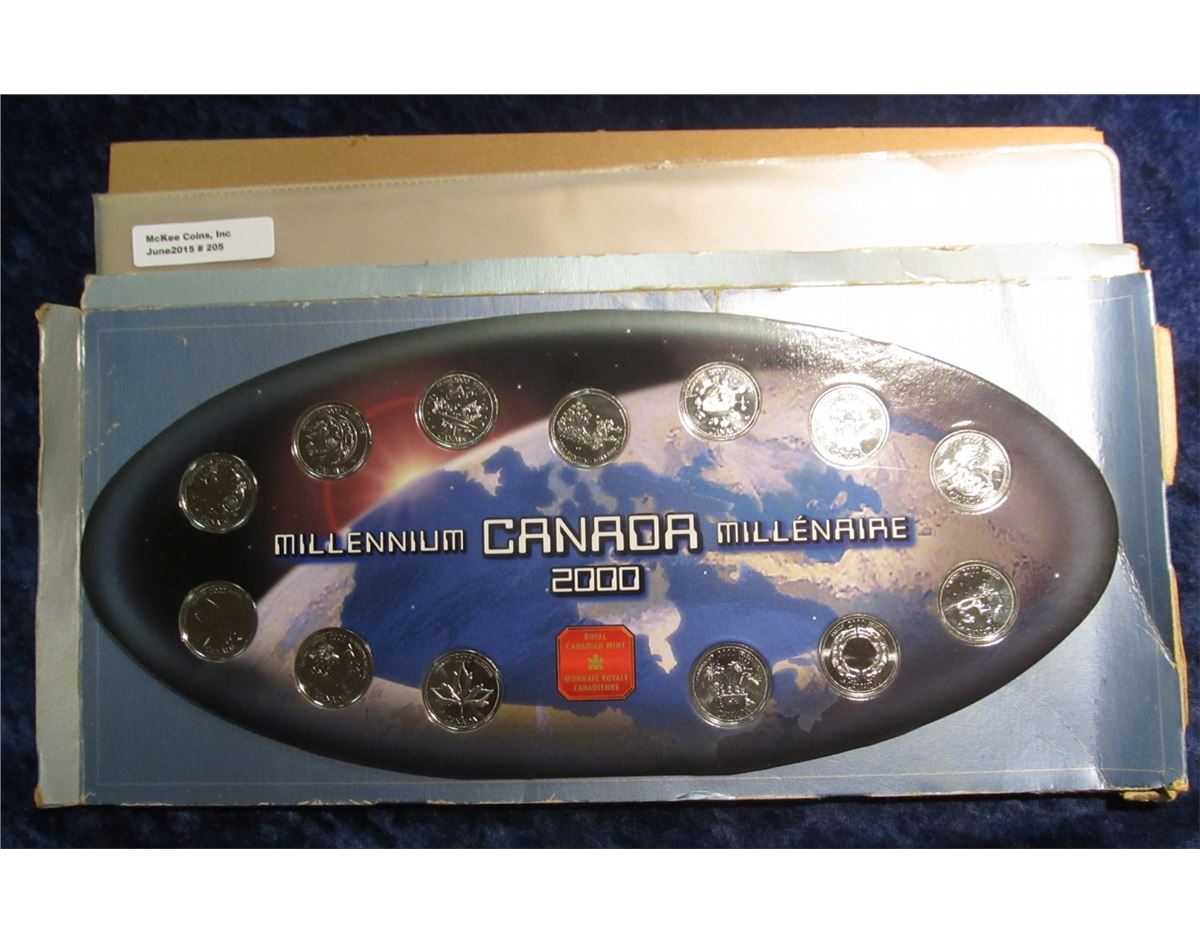 McKee Coins, Inc
June2015 # 205
MILLENNIUM CANADA MILLÉNAIRE
2000
ROYAL
CANADIAN MINT
MONNAIE ROYALE
CANADIENNE